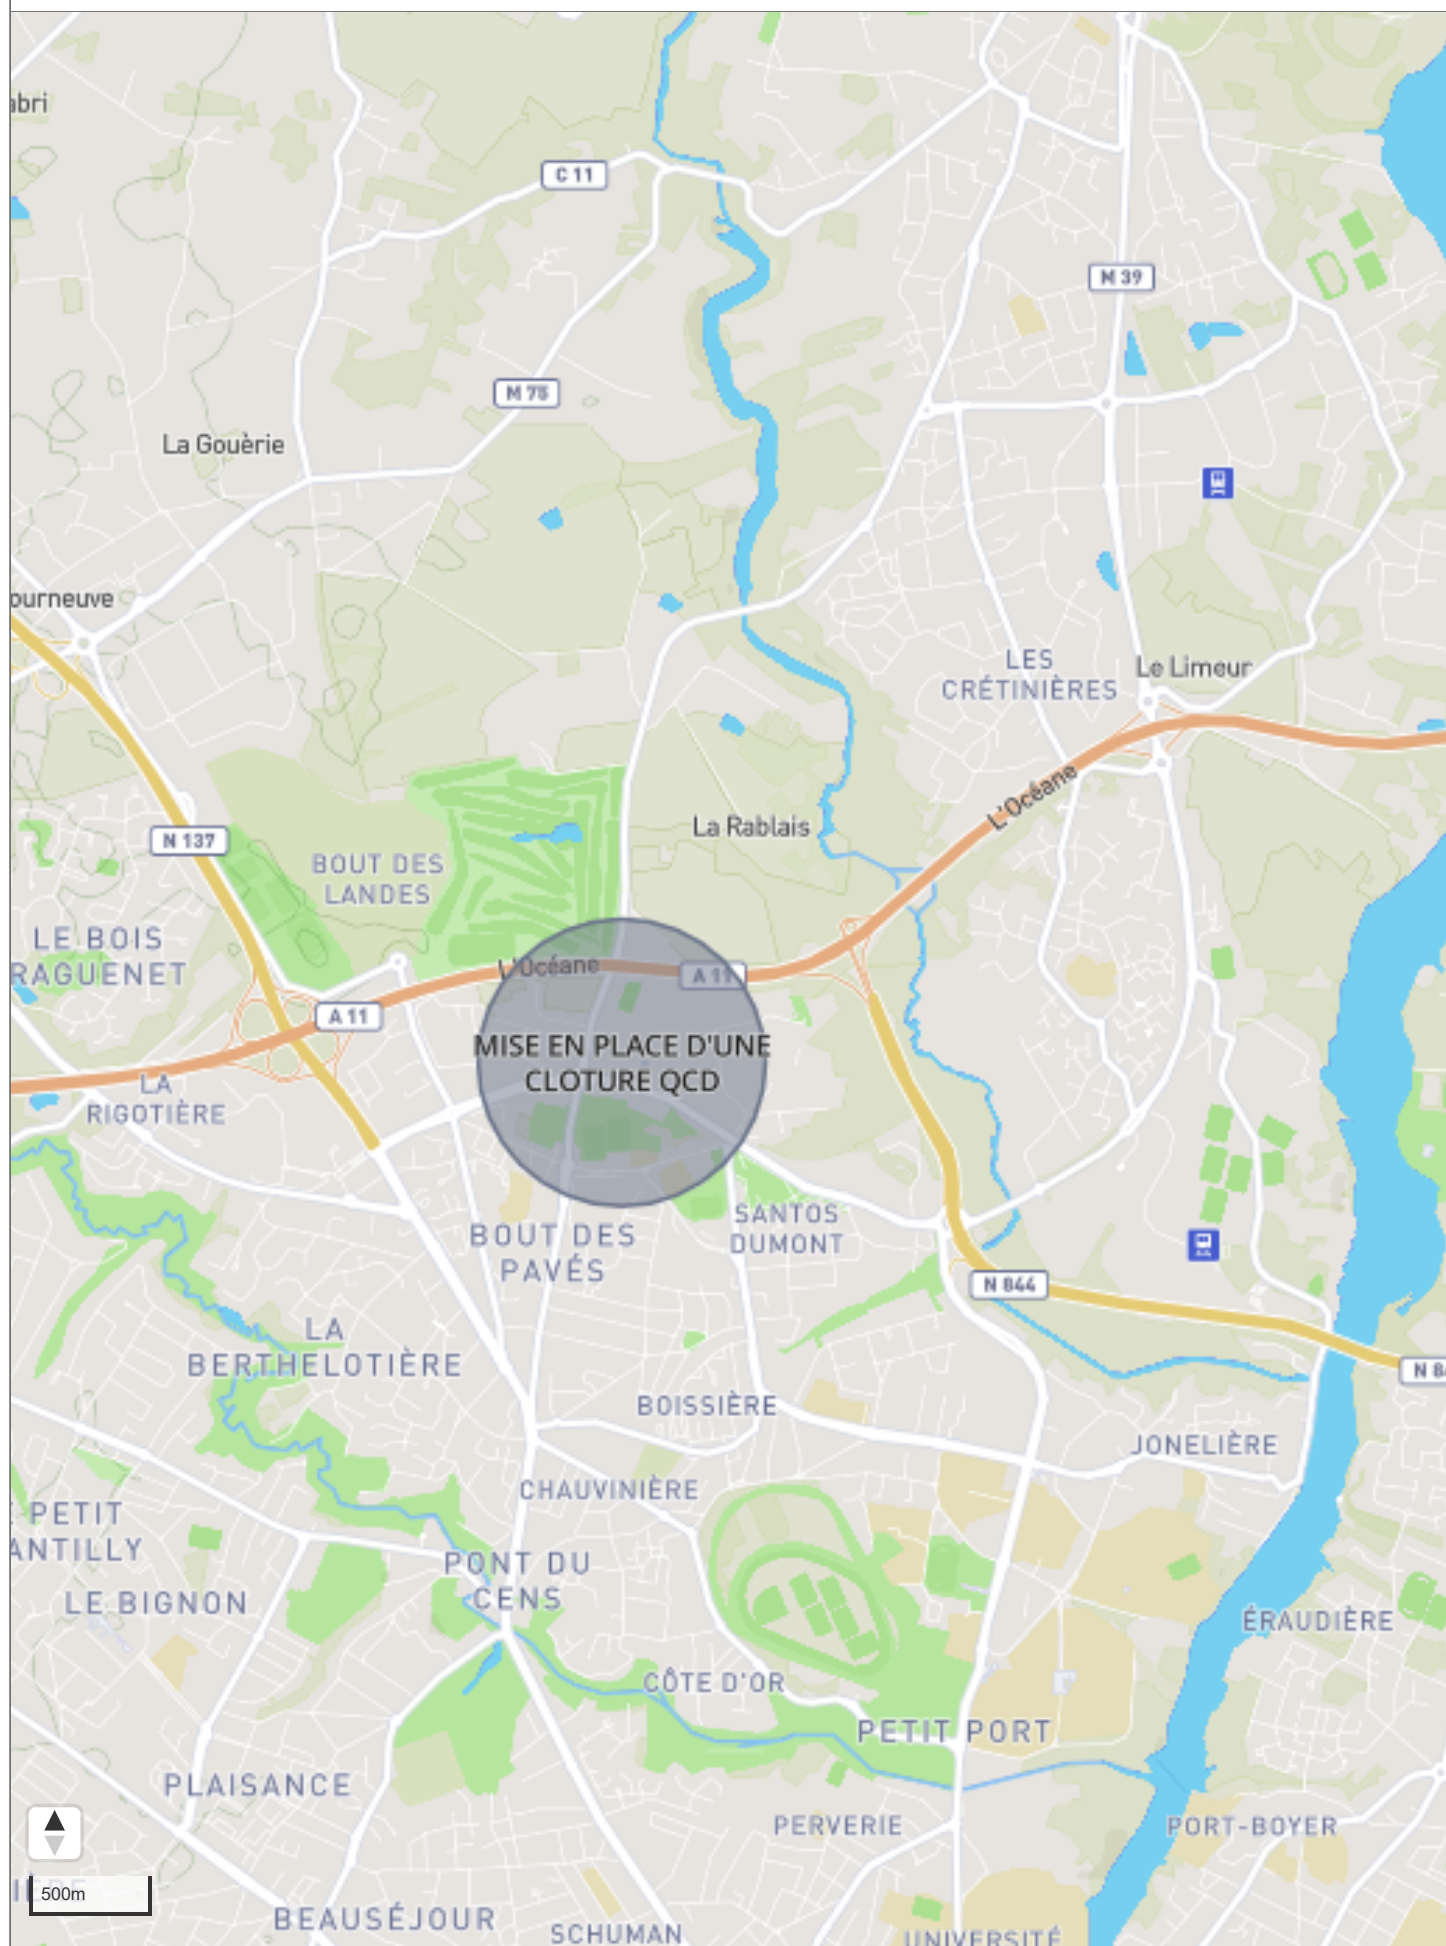 abri
C 11
M 39
M 75
La Gouèrie
ourneuve
LES
CRÉTINIÈRES
Le Limeur
L'Océane
N 137
La Rablais
BOUT DES
LANDES
LE BOIS
RAGUENET
L'Océane
A 11
A 11
MISE EN PLACE D'UNE
CLOTURE QCD
LA
RIGOTIÈRE
SANTOS
DUMONT
BOUT DES
PAVÉS
N 844
LA
BERTHELOTIÈRE
N 84
BOISSIÈRE
JONELIÈRE
CHAUVINIÈRE
PETIT
ANTILLY
PONT DU
CENS
LE BIGNON
ÉRAUDIÈRE
CÔTE D'OR
PETIT PORT
PLAISANCE
PERVERIE
PORT-BOYER
500m
BEAUSÉJOUR
SCHUMAN
UNIVERSITÉ